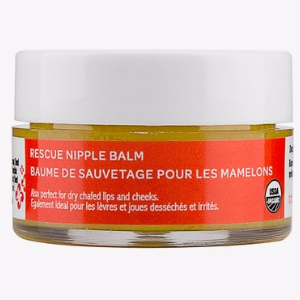 RESCUE NIPPLE BALM
BAUME DE SAUVETAGE POUR LES MAMELONS
Also perfect for dry chafed lips and cheeks.
Également idéal pour les lèvres et joues desséchés et irrités.
USDA
ORGANIC